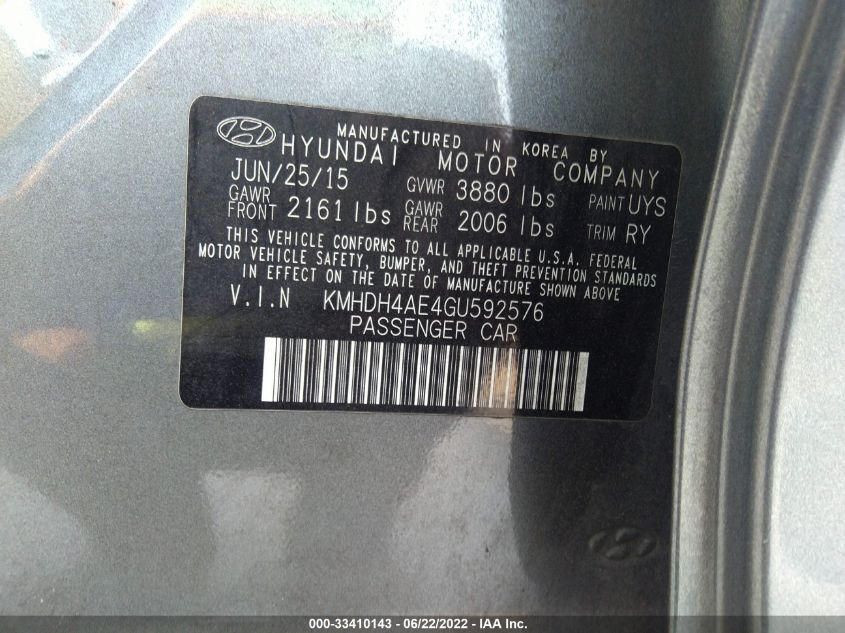 MANUFACTURED IN KOREA BY
HYUNDAI MOTOR COMPANY
JUN/25/15 GVWR 3880 lbs PAINT UYS
GAWR FRONT 2161 lbs GAWR REAR 2006 lbs TRIM RY
THIS VEHICLE CONFORMS TO ALL APPLICABLE U.S.A. FEDERAL
MOTOR VEHICLE SAFETY, BUMPER, AND THEFT PREVENTION STANDARDS
IN EFFECT ON THE DATE OF MANUFACTURE SHOWN ABOVE
V.I.N KMHDH4AE4GU592576
PASSENGER CAR
000-33410143 - 06/22/2022 - IAA Inc.